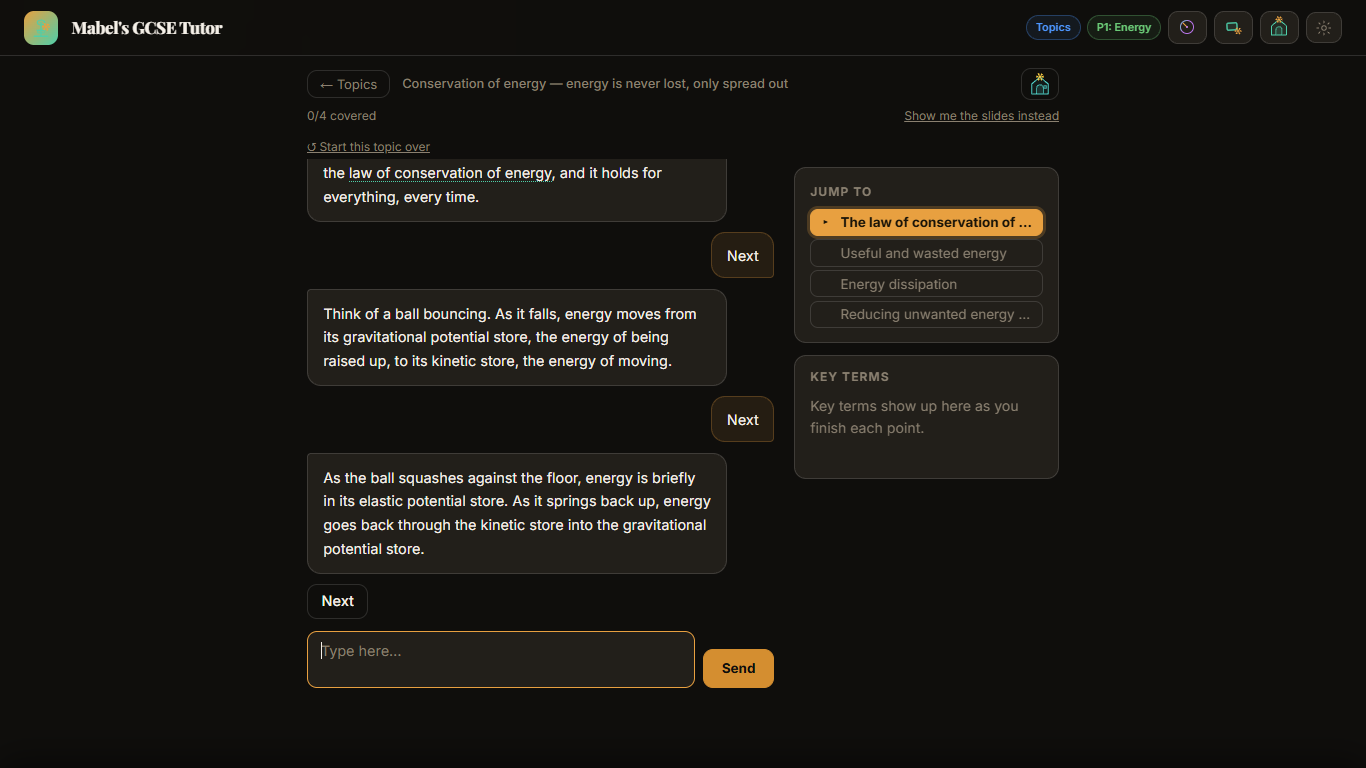 Mabel's GCSE Tutor
Topics
P1: Energy
← Topics
Conservation of energy — energy is never lost, only spread out
0/4 covered
Show me the slides instead
↺ Start this topic over
the law of conservation of energy, and it holds for
everything, every time.
Next
Think of a ball bouncing. As it falls, energy moves from
its gravitational potential store, the energy of being
raised up, to its kinetic store, the energy of moving.
Next
As the ball squashes against the floor, energy is briefly
in its elastic potential store. As it springs back up, energy
goes back through the kinetic store into the gravitational
potential store.
Next
Type here...
Send
JUMP TO
The law of conservation of ...
Useful and wasted energy
Energy dissipation
Reducing unwanted energy ...
KEY TERMS
Key terms show up here as you
finish each point.